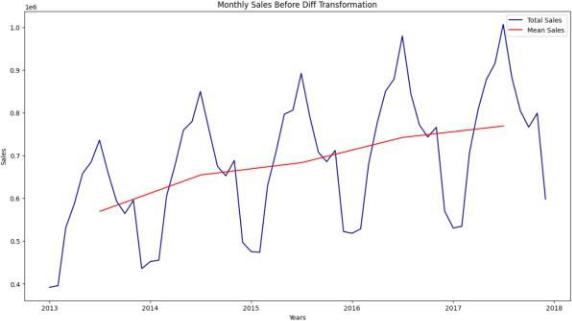 Monthly Sales Before Diff Transformation
1e6
Total Sales
Mean Sales
1.0
0.9
0.8
0.7
0.6
0.5
0.4
Sales
2013 2014 2015 2016 2017 2018
Years